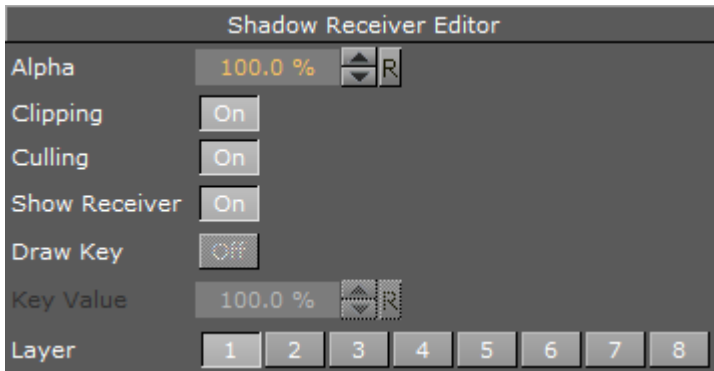 Shadow Receiver Editor
Alpha 100.0 % R
Clipping On
Culling On
Show Receiver On
Draw Key Off
Key Value 100.0 % R
Layer 1 2 3 4 5 6 7 8